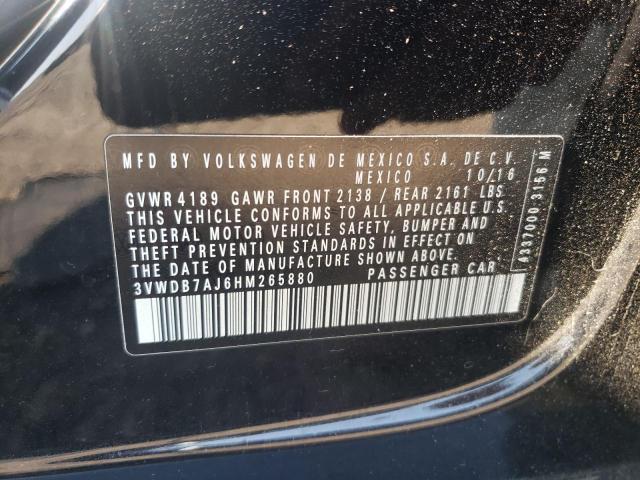 MFD BY VOLKSWAGEN DE MEXICO S.A. DE C.V.
MEXICO 10/16
GVWR 4189 GAWR FRONT 2138 / REAR 2161 LBS
THIS VEHICLE CONFORMS TO ALL APPLICABLE U.S.
FEDERAL MOTOR VEHICLE SAFETY, BUMPER AND
THEFT PREVENTION STANDARDS IN EFFECT ON
THE DATE OF MANUFACTURE SHOWN ABOVE.
3VWDB7AJ6HM265880 PASSENGER CAR
A337000 3156 M